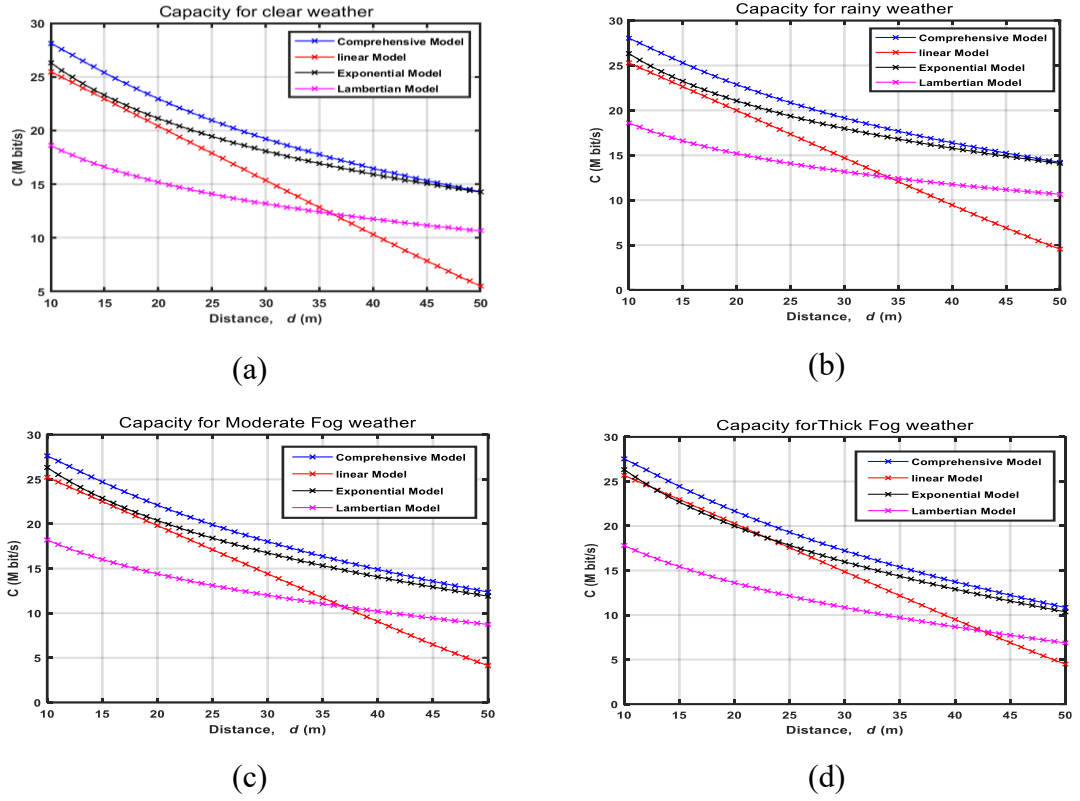 Capacity for clear weather
30
25
20
15
10
5
C (M bit/s)
Comprehensive Model
linear Model
Exponential Model
Lambertian Model
10 15 20 25 30 35 40 45 50
Distance, d (m)
(a)
Capacity for rainy weather
30
25
20
15
10
5
0
C (M bit/s)
Comprehensive Model
linear Model
Exponential Model
Lambertian Model
10 15 20 25 30 35 40 45 50
Distance, d (m)
(b)
Capacity for Moderate Fog weather
30
25
20
15
10
5
0
C (M bit/s)
Comprehensive Model
linear Model
Exponential Model
Lambertian Model
10 15 20 25 30 35 40 45 50
Distance, d (m)
(c)
Capacity forThick Fog weather
30
25
20
15
10
5
0
C (M bit/s)
Comprehensive Model
linear Model
Exponential Model
Lambertian Model
10 15 20 25 30 35 40 45 50
Distance, d (m)
(d)